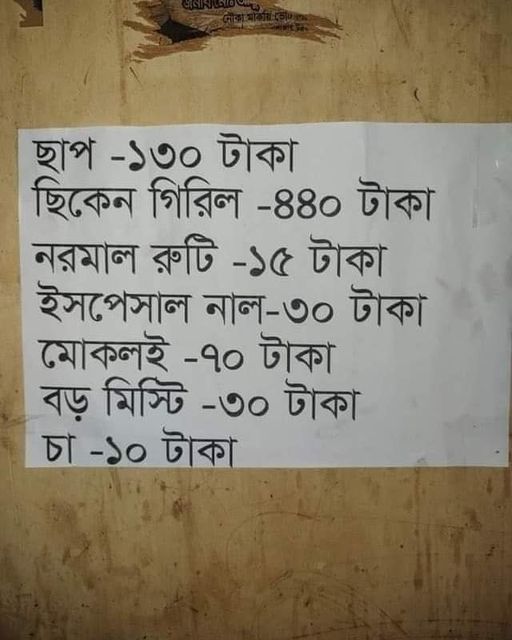 নৌকা মার্কায় ভোট
ছাপ -১৩০ টাকা
ছিকেন গিরিল -৪৪০ টাকা
নরমাল রুটি -১৫ টাকা
ইসপেসাল নাল-৩০ টাকা
মোকলই -৭০ টাকা
বড় মিস্টি -৩০ টাকা
চা -১০ টাকা